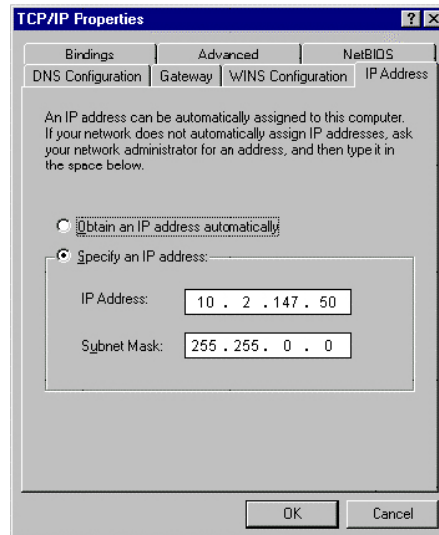 TCP/IP Properties
? X
Bindings Advanced NetBIOS
DNS Configuration Gateway WINS Configuration IP Address
An IP address can be automatically assigned to this computer.
If your network does not automatically assign IP addresses, ask
your network administrator for an address, and then type it in
the space below.
Obtain an IP address automatically
Specify an IP address:
IP Address: 10 . 2 .147. 50
Subnet Mask: 255 . 255 . 0 . 0
OK Cancel